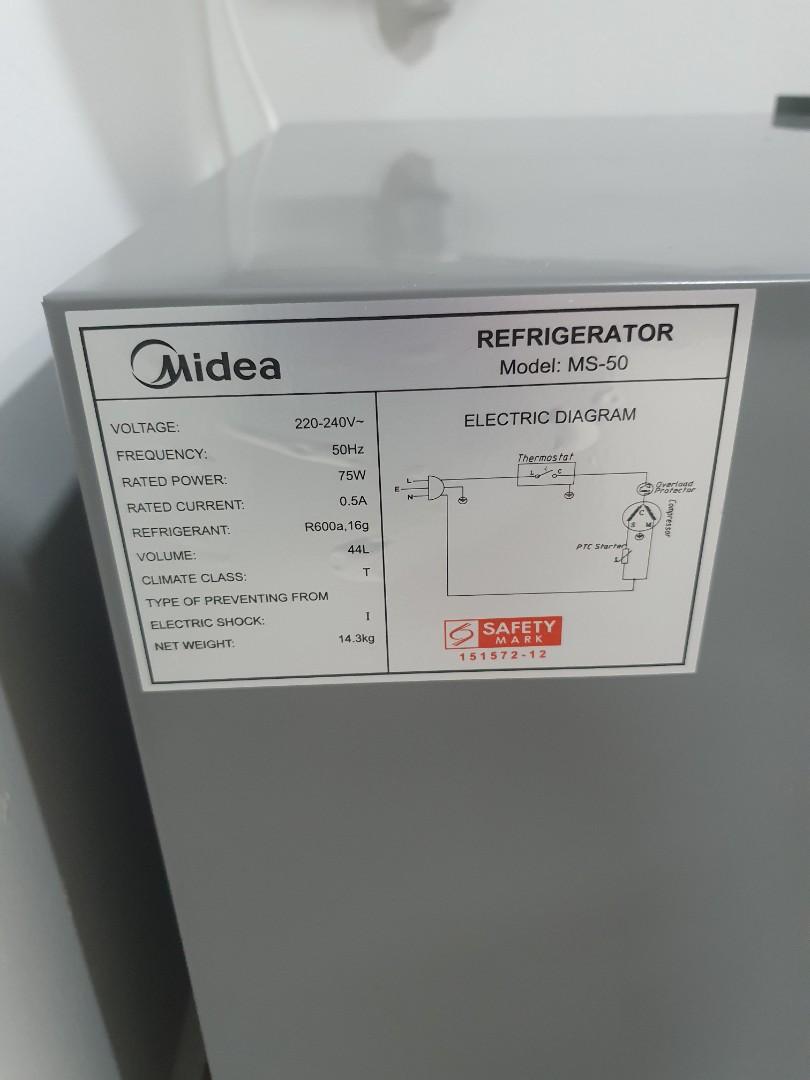 Midea
REFRIGERATOR
Model: MS-50
VOLTAGE: 220-240V~
FREQUENCY: 50Hz
RATED POWER: 75W
RATED CURRENT: 0.5A
REFRIGERANT: R600a,16g
VOLUME: 44L
CLIMATE CLASS: T
TYPE OF PREVENTING FROM
ELECTRIC SHOCK: I
NET WEIGHT: 14.3kg
ELECTRIC DIAGRAM
Thermostat
L C
L
E
N
Overload
Protector
C
S M
Compressor
PTC Starter
SAFETY
MARK
151572-12